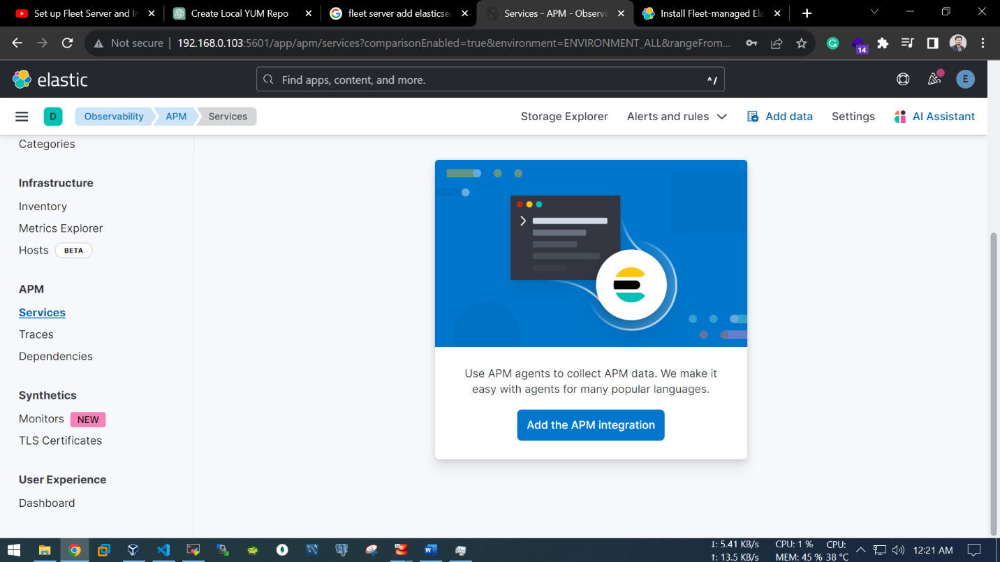 Set up Fleet Server and In
Create Local YUM Repo
fleet server add elasticsea
Services - APM - Observa
Install Fleet-managed Ela
Not secure
192.168.0.103:5601/app/apm/services?comparisonEnabled=true&environment=ENVIRONMENT_ALL&rangeFrom...
14
elastic
Find apps, content, and more.
^/
E
D
Observability
APM
Services
Storage Explorer
Alerts and rules
Add data
Settings
AI Assistant
Categories
Infrastructure
Inventory
Metrics Explorer
Hosts BETA
APM
Services
Traces
Dependencies
Synthetics
Monitors NEW
TLS Certificates
User Experience
Dashboard
Use APM agents to collect APM data. We make it
easy with agents for many popular languages.
Add the APM integration
↓: 5.41 KB/s CPU: 1 % CPU:
↑: 13.5 KB/s MEM: 45 % 38 °C
12:21 AM